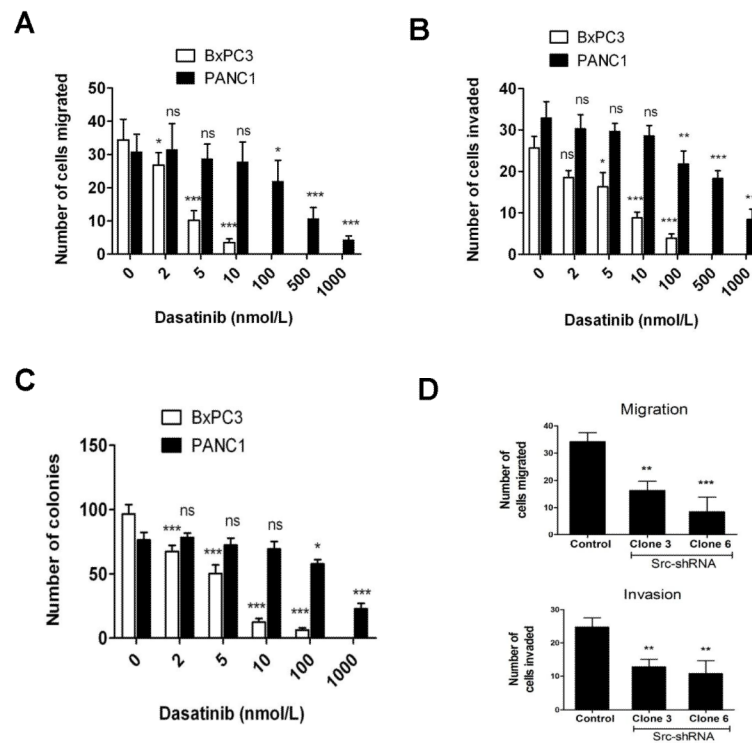 A
BxPC3
PANC1
Number of cells migrated
50
40
30
20
10
0
* ns
*** ns
*** ns
*
***
***
0 2 5 10 100 500 1000
Dasatinib (nmol/L)
B
BxPC3
PANC1
Number of cells invaded
40
30
20
10
0
ns ns
* ns
*** ns
*** **
***
0 2 5 10 100 500 1000
Dasatinib (nmol/L)
C
BxPC3
PANC1
Number of colonies
150
100
50
0
*** ns
*** ns
*** ns
*** *
***
0 2 5 10 100 1000
Dasatinib (nmol/L)
D
Migration
Number of
cells migrated
40
30
20
10
0
** ***
Control Clone 3 Clone 6
Src-shRNA
Invasion
Number of
cells invaded
30
20
10
0
** **
Control Clone 3 Clone 6
Src-shRNA